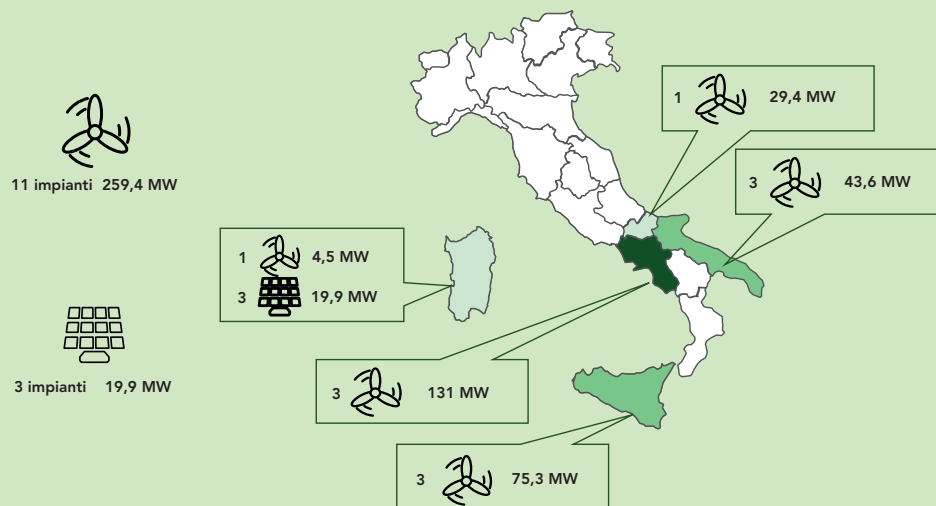 11 impianti 259,4 MW
3 impianti 19,9 MW
1 29,4 MW
3 43,6 MW
1 4,5 MW
3 19,9 MW
3 131 MW
3 75,3 MW